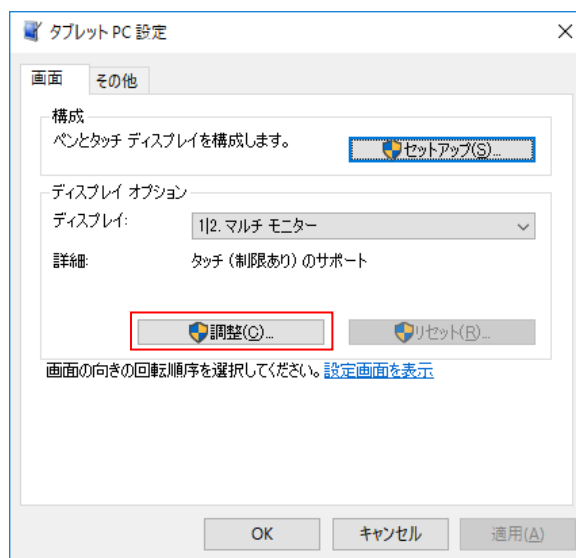 タブレット PC 設定
画面 その他
構成
ペンとタッチ ディスプレイを構成します。 セットアップ(S)...
ディスプレイ オプション
ディスプレイ: 1|2. マルチ モニター
詳細: タッチ (制限あり) のサポート
調整(C)... リセット(R)...
画面の向きの回転順序を選択してください。設定画面を表示
OK キャンセル 適用(A)